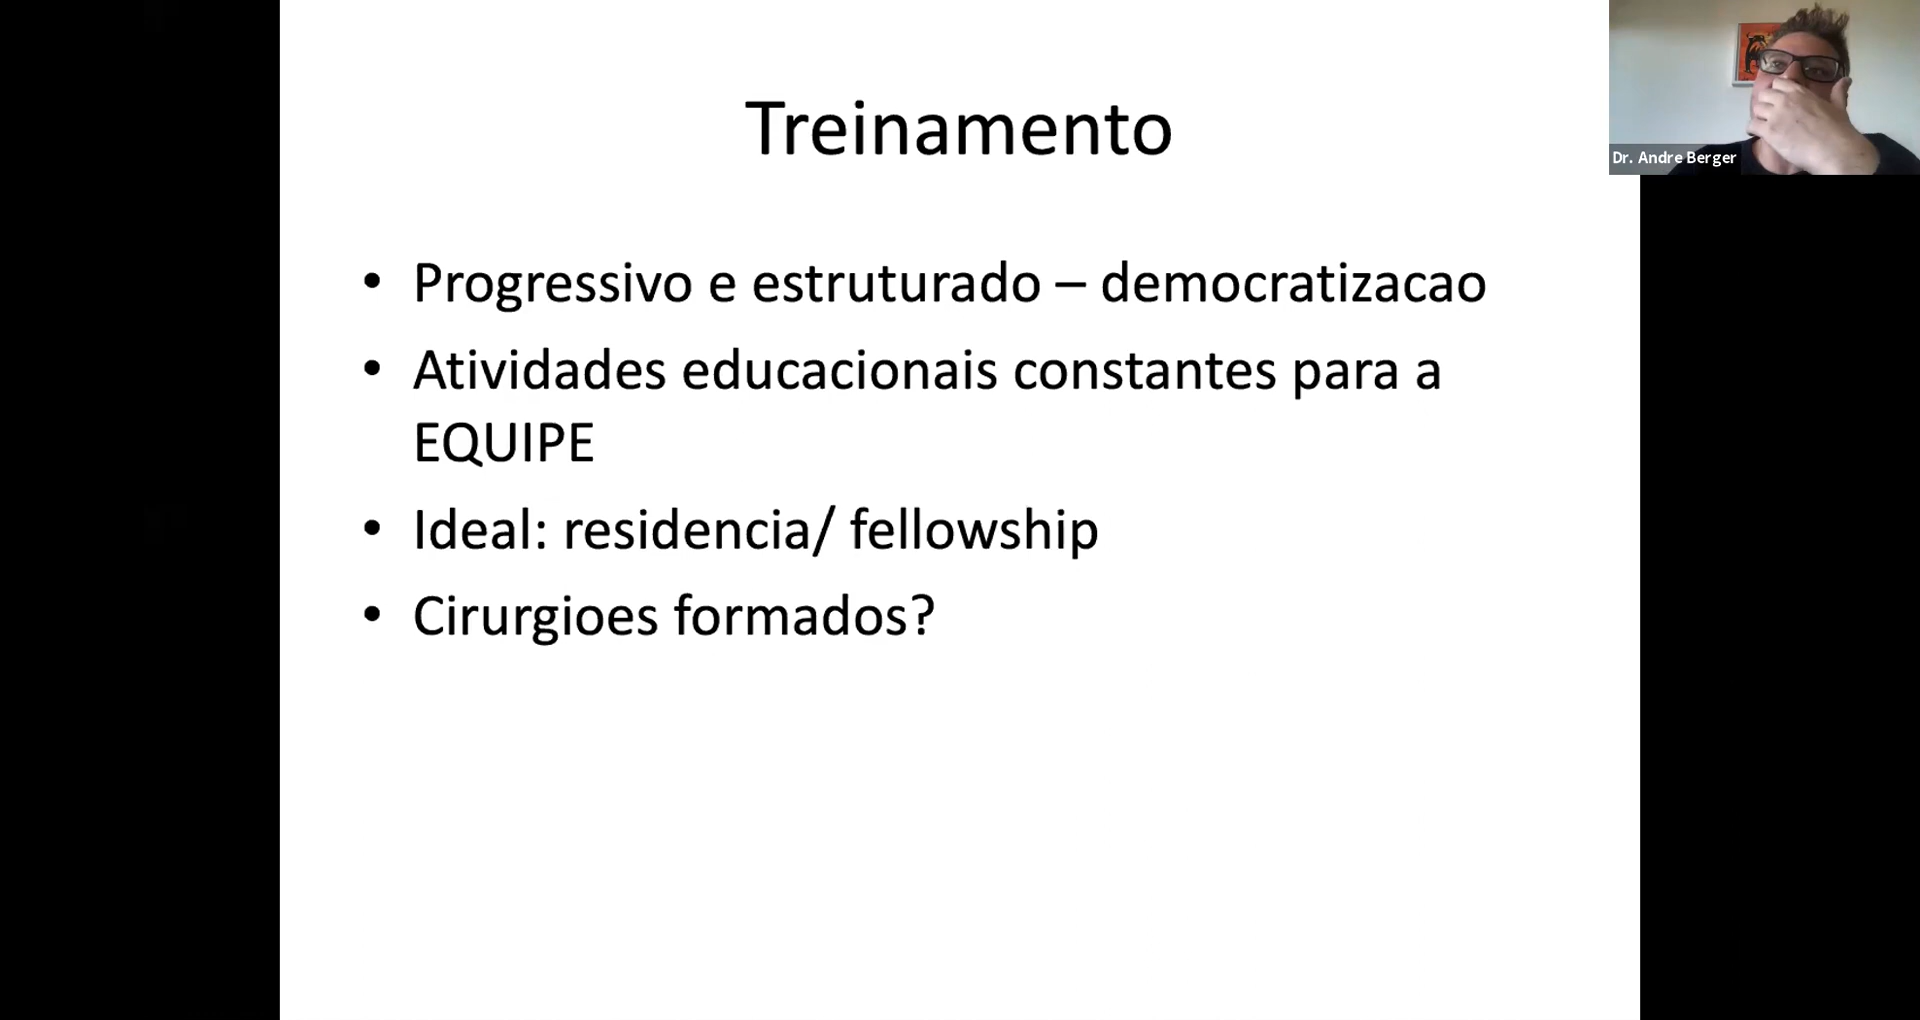 Treinamento
Dr. Andre Berger
• Progressivo e estruturado – democratizacao
• Atividades educacionais constantes para a
EQUIPE
• Ideal: residencia/ fellowship
• Cirurgioes formados?